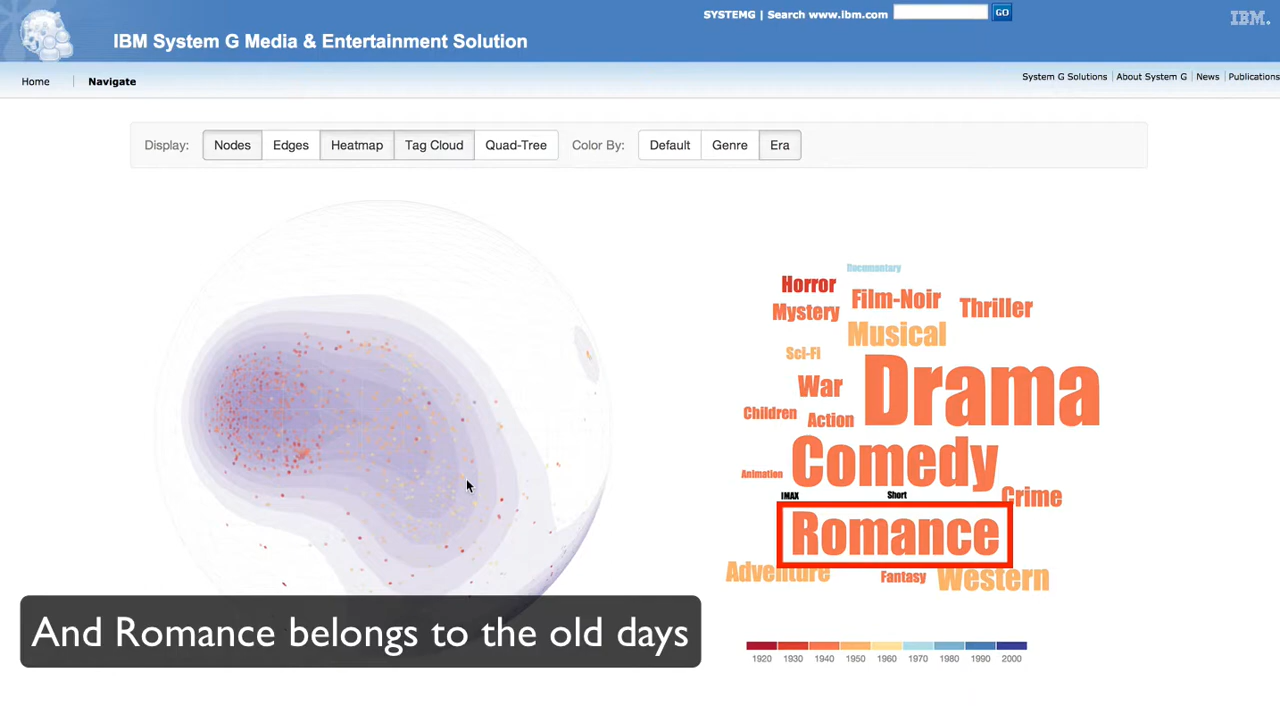 SYSTEMG | Search www.ibm.com GO
IBM.
IBM System G Media & Entertainment Solution
Home | Navigate
System G Solutions | About System G | News | Publications
Display: Nodes Edges Heatmap Tag Cloud Quad-Tree Color By: Default Genre Era
Documentary
Horror
Film-Noir
Mystery
Thriller
Musical
Sci-Fi
War
Drama
Children
Action
Comedy
Animation
IMAX
Short
Crime
Romance
Adventure
Fantasy
Western
And Romance belongs to the old days
1920 1930 1940 1950 1960 1970 1980 1990 2000